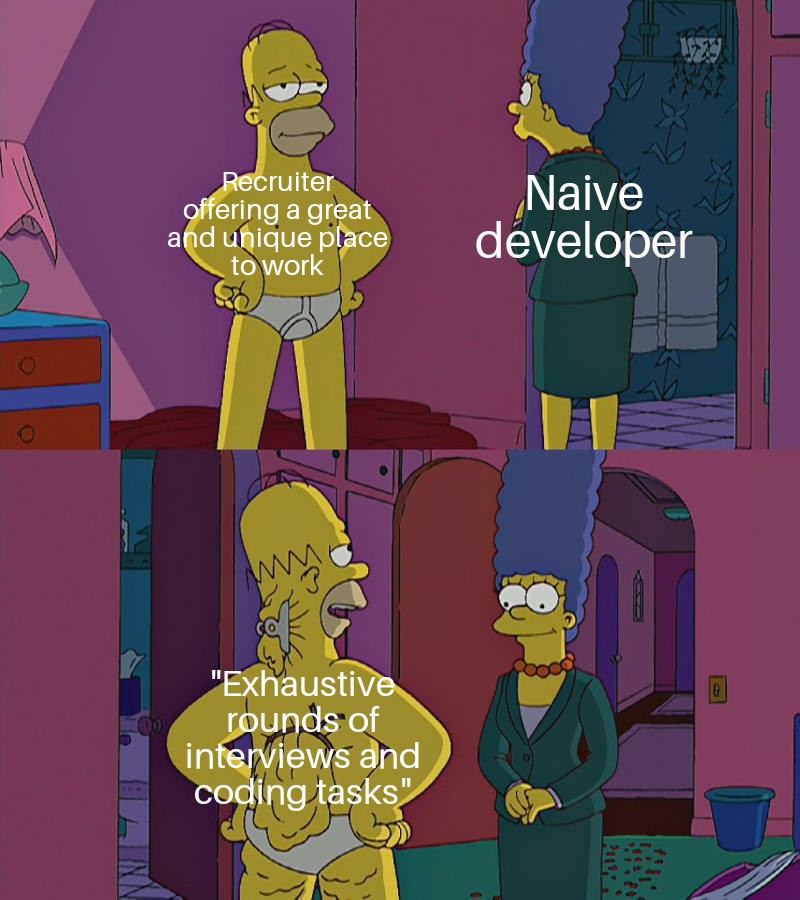 Recruiter
offering a great
and unique place
to work
Naive
developer
"Exhaustive
rounds of
interviews and
coding tasks"